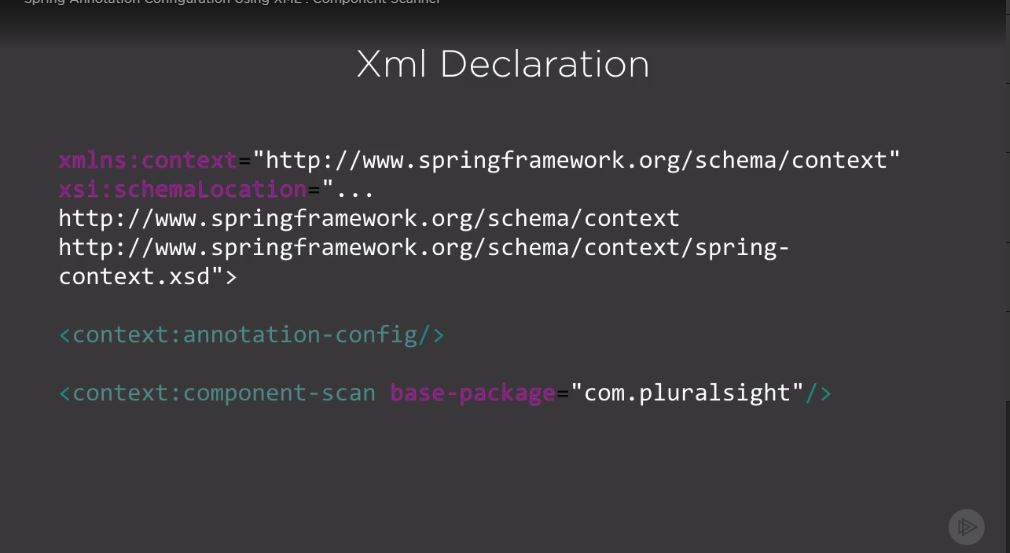 Spring Annotation Configuration Using XML : Component Scanner
Xml Declaration
xmlns:context="http://www.springframework.org/schema/context"
xsi:schemaLocation="...
http://www.springframework.org/schema/context
http://www.springframework.org/schema/context/spring-
context.xsd">
<context:annotation-config/>
<context:component-scan base-package="com.pluralsight"/>